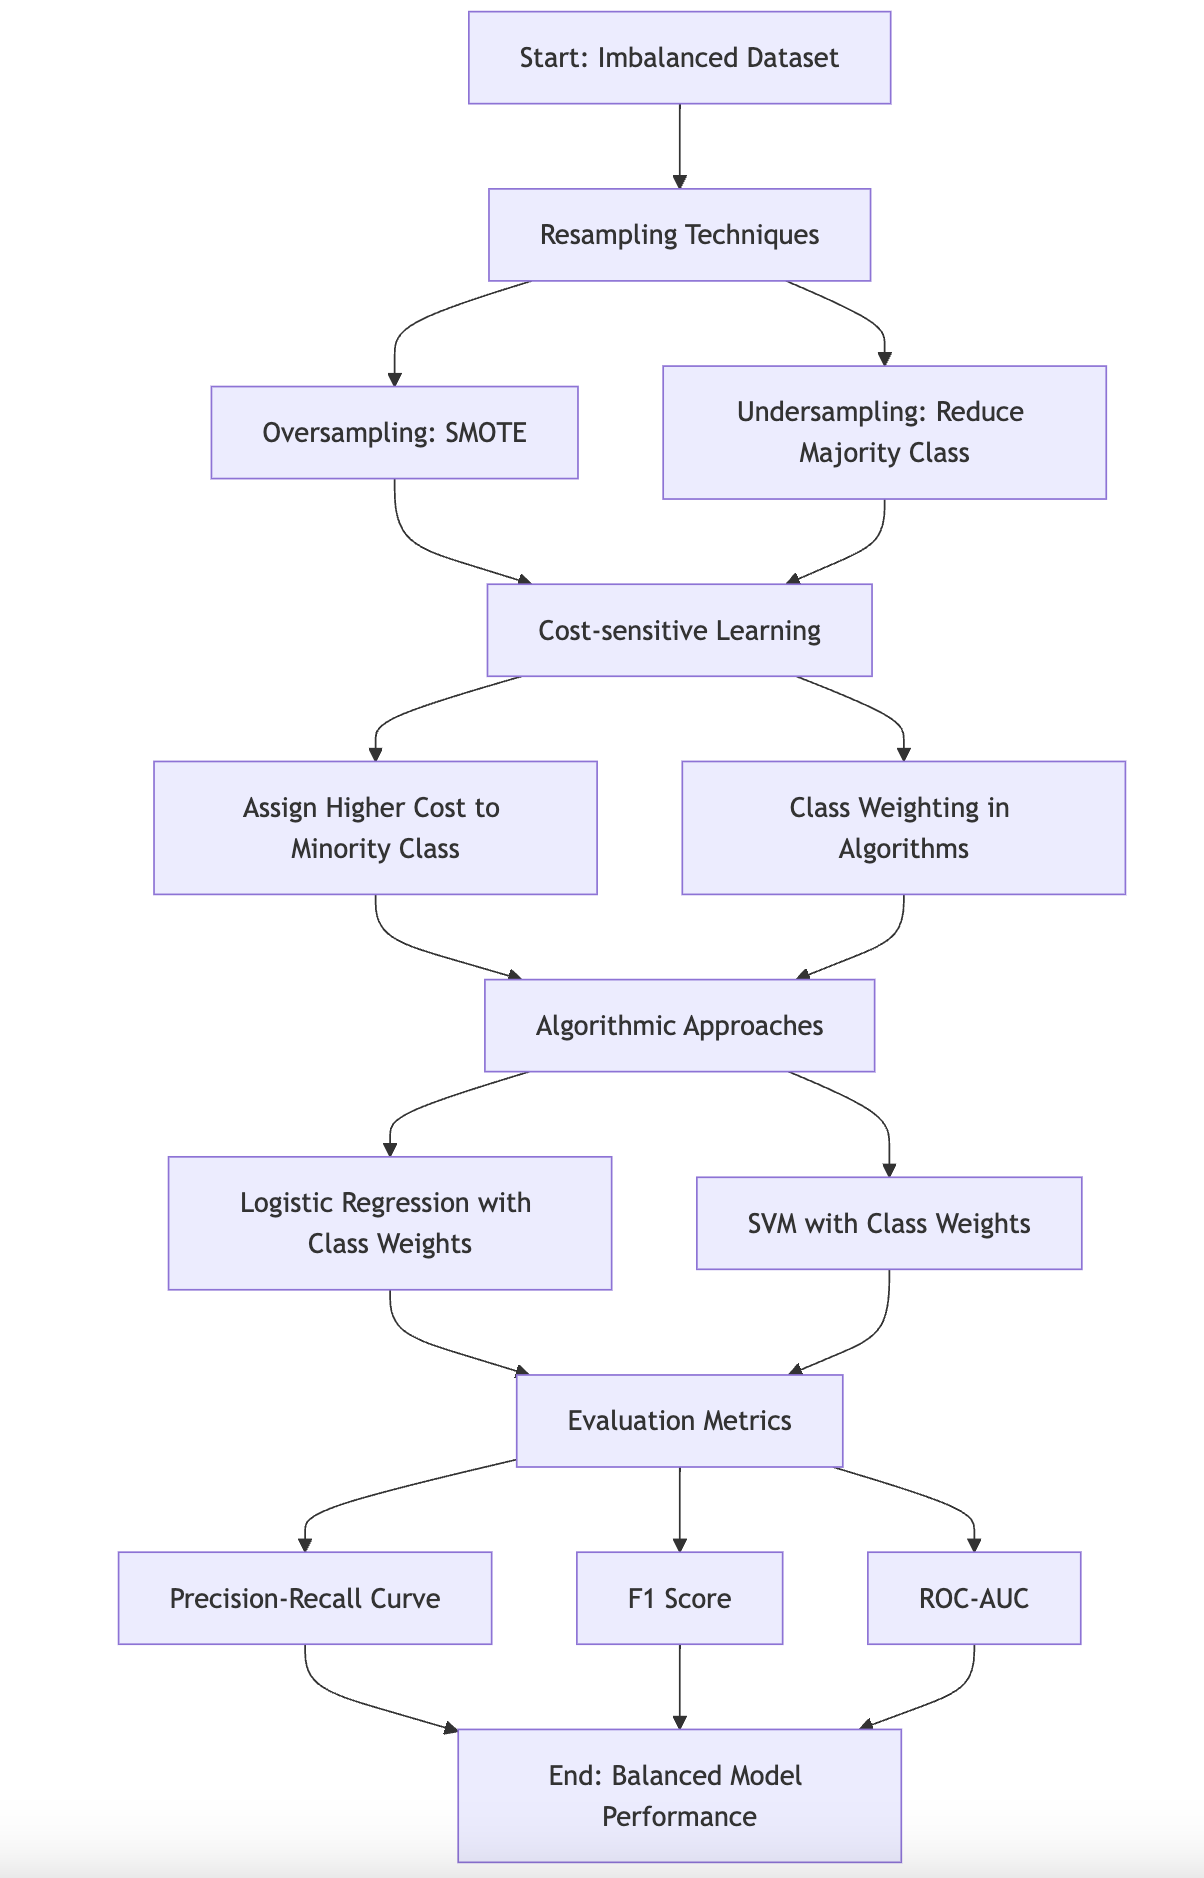 Start: Imbalanced Dataset
Resampling Techniques
Oversampling: SMOTE
Undersampling: Reduce
Majority Class
Cost-sensitive Learning
Assign Higher Cost to
Minority Class
Class Weighting in
Algorithms
Algorithmic Approaches
Logistic Regression with
Class Weights
SVM with Class Weights
Evaluation Metrics
Precision-Recall Curve
F1 Score
ROC-AUC
End: Balanced Model
Performance